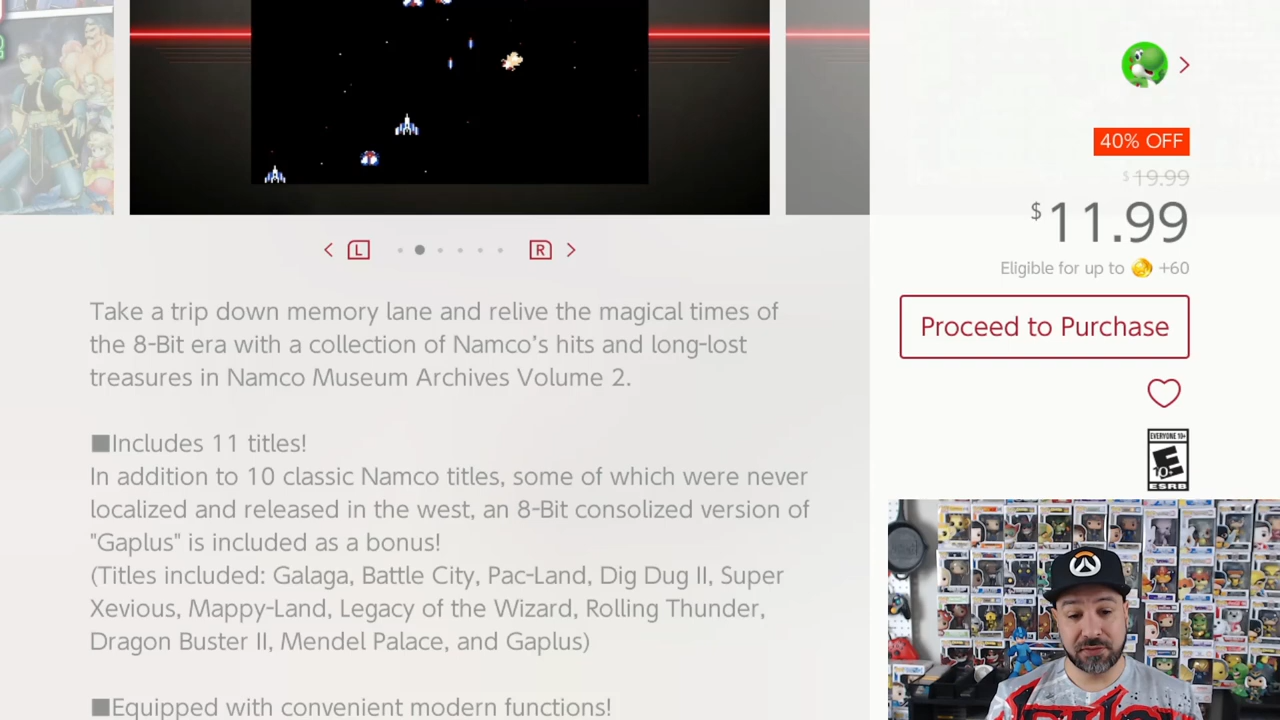 40% OFF
$19.99
$11.99
Eligible for up to +60
Proceed to Purchase
EVERYONE 10+
E
10+
ESRB
L
R
Take a trip down memory lane and relive the magical times of
the 8-Bit era with a collection of Namco's hits and long-lost
treasures in Namco Museum Archives Volume 2.
■Includes 11 titles!
In addition to 10 classic Namco titles, some of which were never
localized and released in the west, an 8-Bit consolized version of
"Gaplus" is included as a bonus!
(Titles included: Galaga, Battle City, Pac-Land, Dig Dug II, Super
Xevious, Mappy-Land, Legacy of the Wizard, Rolling Thunder,
Dragon Buster II, Mendel Palace, and Gaplus)
■Equipped with convenient modern functions!